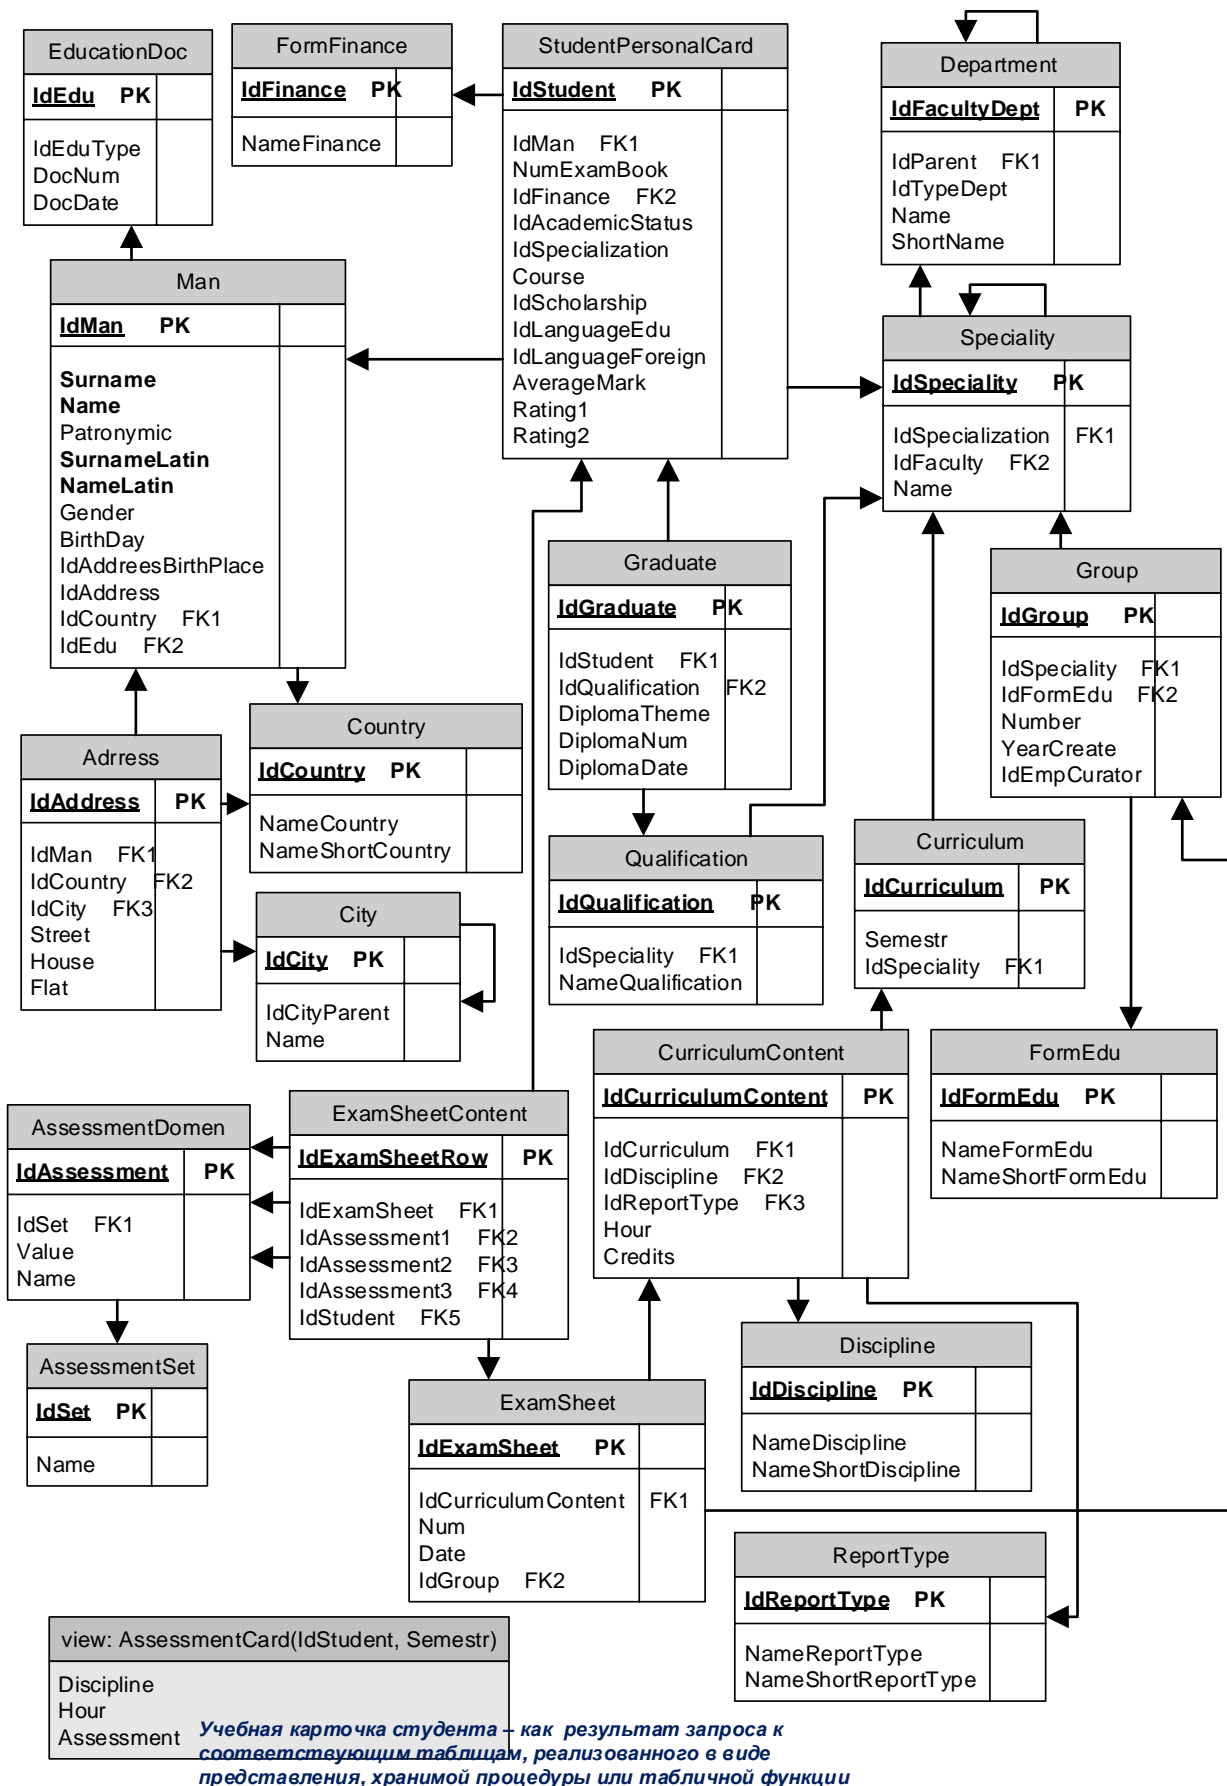 EducationDoc
IdEdu PK
IdEduType
DocNum
DocDate
FormFinance
IdFinance PK
NameFinance
StudentPersonalCard
IdStudent PK
IdMan FK1
NumExamBook
IdFinance FK2
IdAcademicStatus
IdSpecialization
Course
IdScholarship
IdLanguageEdu
IdLanguageForeign
AverageMark
Rating1
Rating2
Department
IdFacultyDept PK
IdParent FK1
IdTypeDept
Name
ShortName
Man
IdMan PK
Surname
Name
Patronymic
SurnameLatin
NameLatin
Gender
BirthDay
IdAddreesBirthPlace
IdAddress
IdCountry FK1
IdEdu FK2
Speciality
IdSpeciality PK
IdSpecialization FK1
IdFaculty FK2
Name
Graduate
IdGraduate PK
IdStudent FK1
IdQualification FK2
DiplomaTheme
DiplomaNum
DiplomaDate
Group
IdGroup PK
IdSpeciality FK1
IdFormEdu FK2
Number
YearCreate
IdEmpCurator
Adrress
IdAddress PK
IdMan FK1
IdCountry FK2
IdCity FK3
Street
House
Flat
Country
IdCountry PK
NameCountry
NameShortCountry
City
IdCity PK
IdCityParent
Name
Qualification
IdQualification PK
IdSpeciality FK1
NameQualification
Curriculum
IdCurriculum PK
Semestr
IdSpeciality FK1
CurriculumContent
IdCurriculumContent PK
IdCurriculum FK1
IdDiscipline FK2
IdReportType FK3
Hour
Credits
FormEdu
IdFormEdu PK
NameFormEdu
NameShortFormEdu
AssessmentDomen
IdAssessment PK
IdSet FK1
Value
Name
ExamSheetContent
IdExamSheetRow PK
IdExamSheet FK1
IdAssessment1 FK2
IdAssessment2 FK3
IdAssessment3 FK4
IdStudent FK5
AssessmentSet
IdSet PK
Name
ExamSheet
IdExamSheet PK
IdCurriculumContent FK1
Num
Date
IdGroup FK2
Discipline
IdDiscipline PK
NameDiscipline
NameShortDiscipline
ReportType
IdReportType PK
NameReportType
NameShortReportType
view: AssessmentCard(IdStudent, Semestr)
Discipline
Hour
Assessment
Учебная карточка студента – как результат запроса к
соответствующим таблицам, реализованного в виде
представления, хранимой процедуры или табличной функции